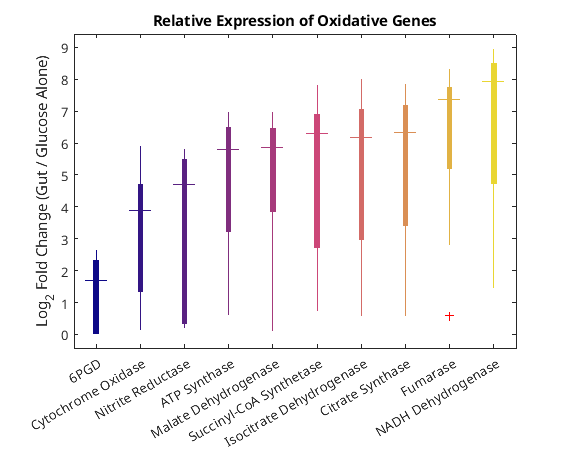 Relative Expression of Oxidative Genes
Log2 Fold Change (Gut / Glucose Alone)
9
8
7
6
5
4
3
2
1
0
6PGD
Cytochrome Oxidase
Nitrite Reductase
ATP Synthase
Malate Dehydrogenase
Succinyl-CoA Synthetase
Isocitrate Dehydrogenase
Citrate Synthase
Fumarase
NADH Dehydrogenase